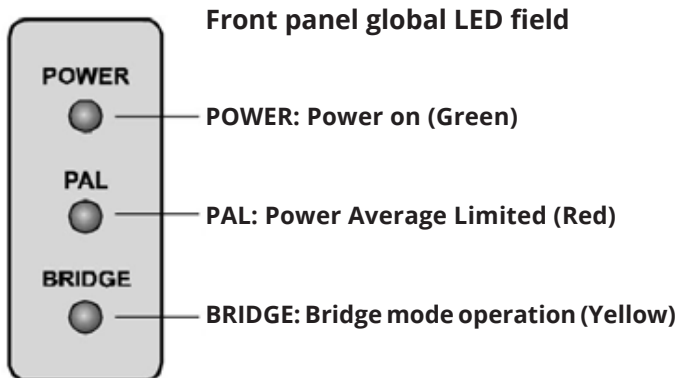 Front panel global LED field
POWER
POWER: Power on (Green)
PAL
PAL: Power Average Limited (Red)
BRIDGE
BRIDGE: Bridge mode operation (Yellow)